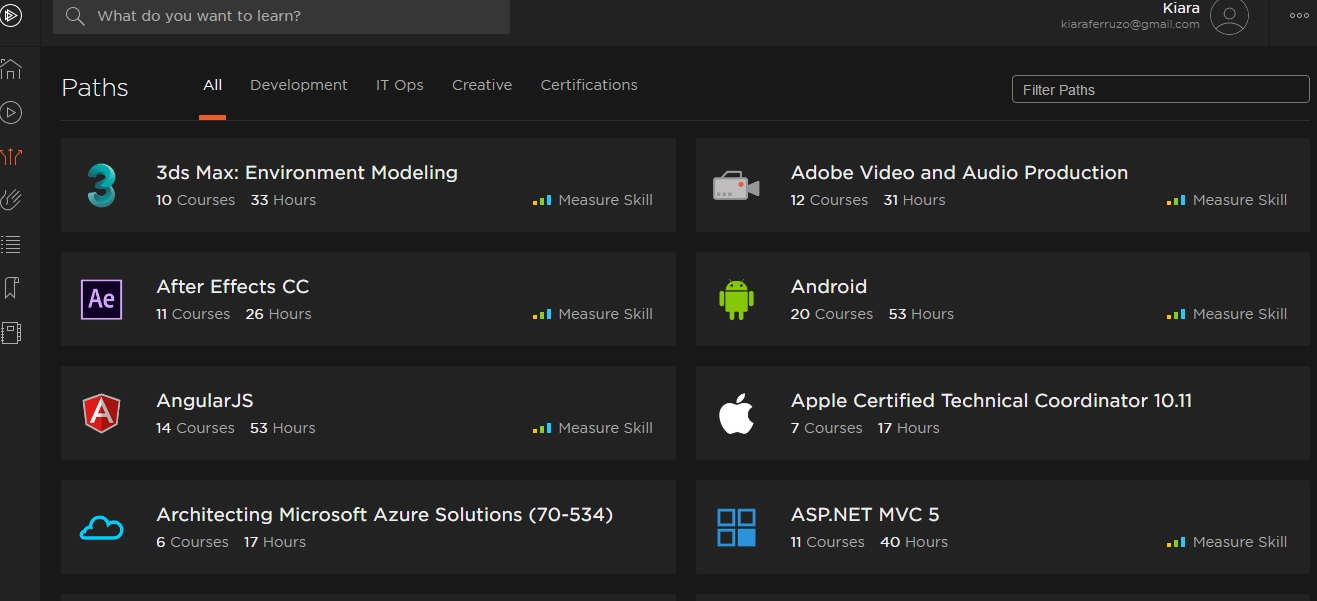 What do you want to learn?
Kiara
kiaraferruzo@gmail.com
Paths
All Development IT Ops Creative Certifications
Filter Paths
3
3ds Max: Environment Modeling
10 Courses 33 Hours
Measure Skill
Adobe Video and Audio Production
12 Courses 31 Hours
Measure Skill
Ae
After Effects CC
11 Courses 26 Hours
Measure Skill
Android
20 Courses 53 Hours
Measure Skill
A
AngularJS
14 Courses 53 Hours
Measure Skill
Apple Certified Technical Coordinator 10.11
7 Courses 17 Hours
Architecting Microsoft Azure Solutions (70-534)
6 Courses 17 Hours
ASP.NET MVC 5
11 Courses 40 Hours
Measure Skill